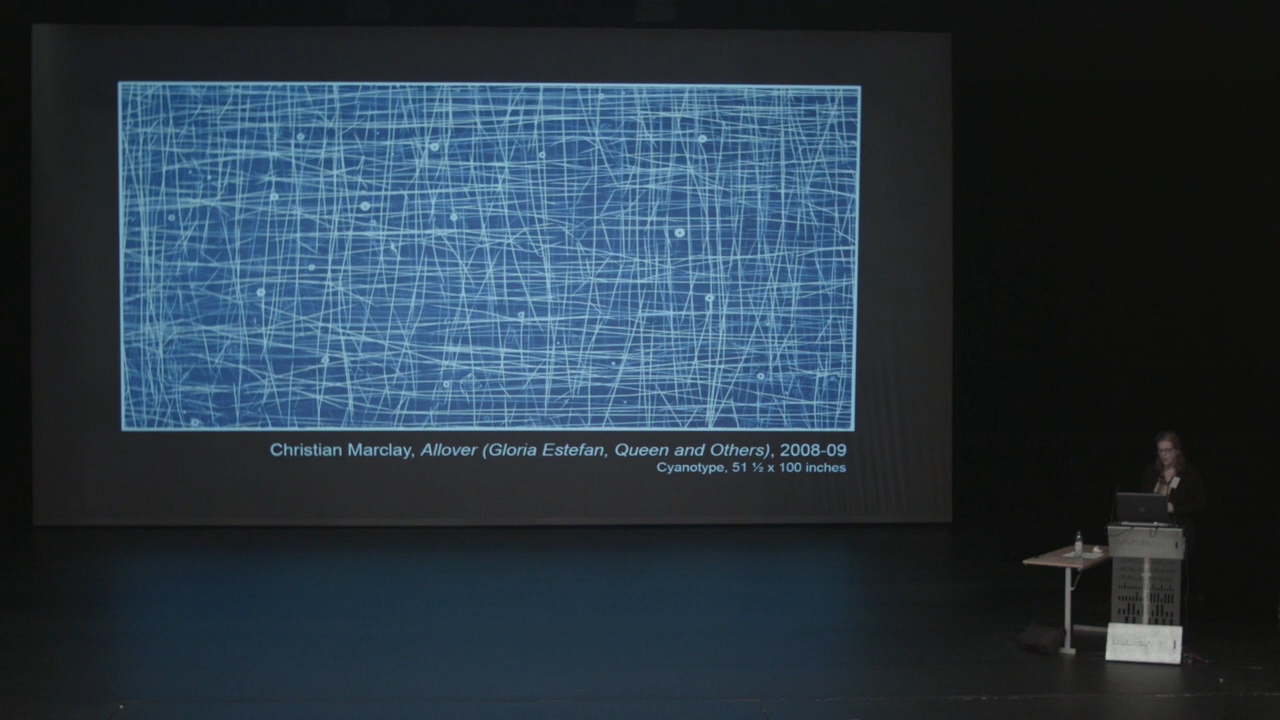 Christian Marclay, Allover (Gloria Estefan, Queen and Others), 2008-09
Cyanotype, 51 ½ x 100 inches